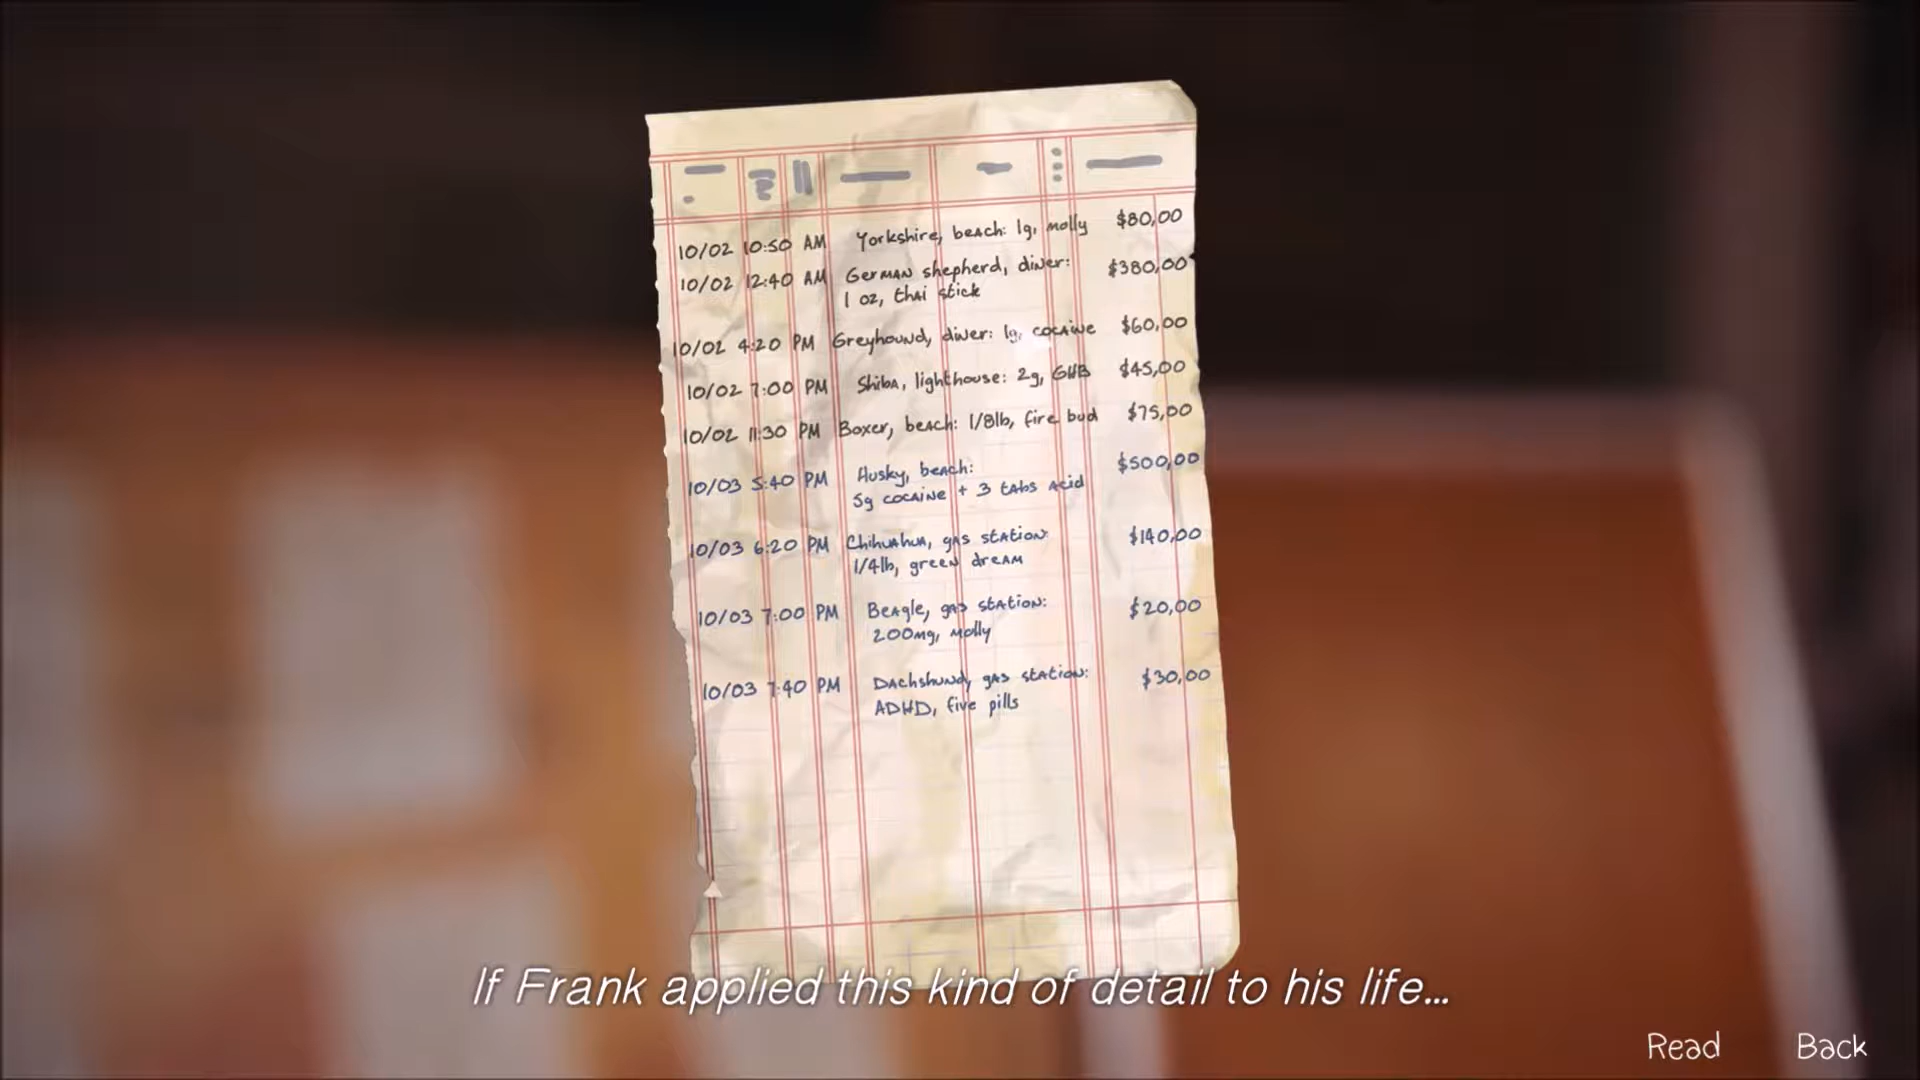 10/02 10:50 AM Yorkshire, beach: 1g, molly $80,00
10/02 12:40 AM German shepherd, diner: $380,00
1 oz, thai stick
10/02 4:20 PM Greyhound, diner: 1g, cocaine $60,00
10/02 7:00 PM Shiba, lighthouse: 2g, GHB $45,00
10/02 11:30 PM Boxer, beach: 1/8lb, fire bud $75,00
10/03 5:40 PM Husky, beach: $500,00
5g cocaine + 3 tabs acid
10/03 6:20 PM Chihuahua, gas station: $140,00
1/4lb, green dream
10/03 7:00 PM Beagle, gas station: $20,00
200mg, molly
10/03 7:40 PM Dachshund, gas station: $30,00
ADHD, five pills
If Frank applied this kind of detail to his life...
Read Back